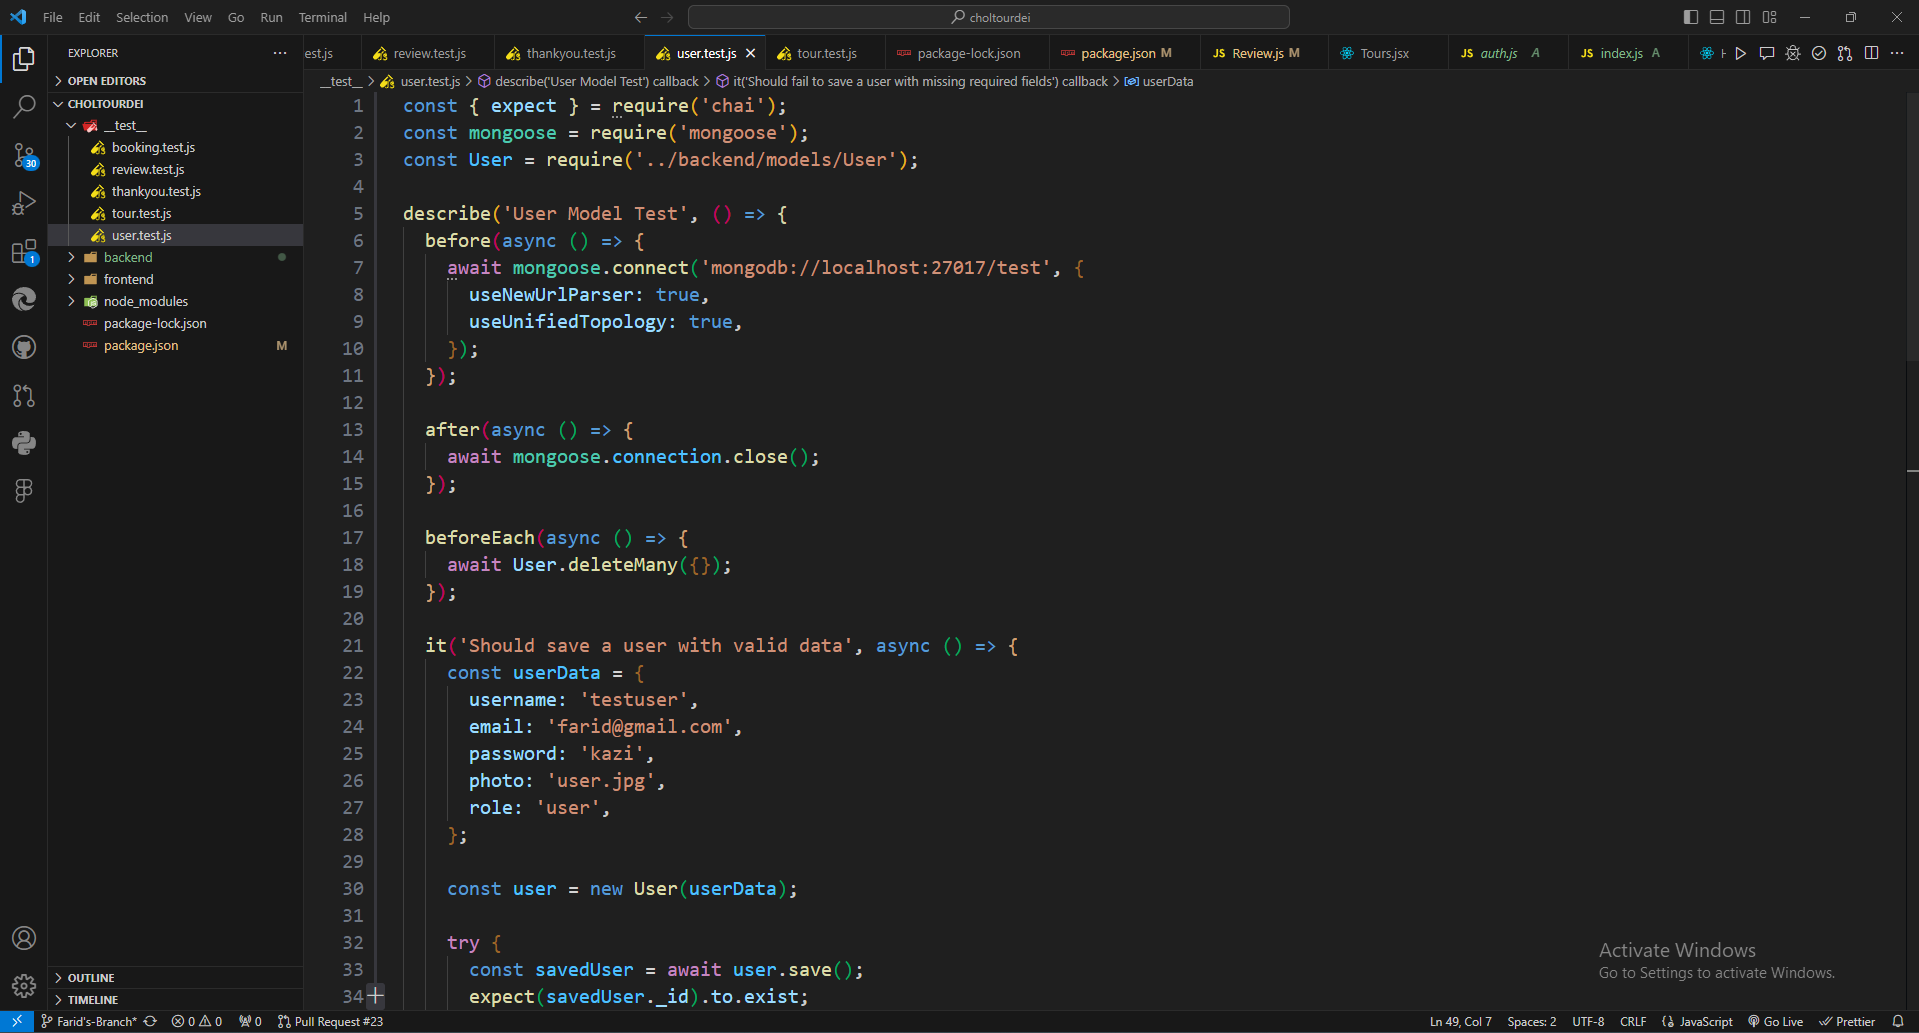 File Edit Selection View Go Run Terminal Help
choltourdei
EXPLORER
est.js review.test.js thankyou.test.js user.test.js tour.test.js package-lock.json package.json M Review.js M Tours.jsx auth.js A index.js A
__test__ > user.test.js > describe('User Model Test') callback > it('Should fail to save a user with missing required fields') callback > userData
OPEN EDITORS
CHOLTOURDEI
__test__
booking.test.js
review.test.js
thankyou.test.js
tour.test.js
user.test.js
backend
frontend
node_modules
package-lock.json
package.json M
OUTLINE
TIMELINE
30
1
1 const { expect } = require('chai');
2 const mongoose = require('mongoose');
3 const User = require('../backend/models/User');
4
5 describe('User Model Test', () => {
6 before(async () => {
7 await mongoose.connect('mongodb://localhost:27017/test', {
8 useNewUrlParser: true,
9 useUnifiedTopology: true,
10 });
11 });
12
13 after(async () => {
14 await mongoose.connection.close();
15 });
16
17 beforeEach(async () => {
18 await User.deleteMany({});
19 });
20
21 it('Should save a user with valid data', async () => {
22 const userData = {
23 username: 'testuser',
24 email: 'farid@gmail.com',
25 password: 'kazi',
26 photo: 'user.jpg',
27 role: 'user',
28 };
29
30 const user = new User(userData);
31
32 try {
33 const savedUser = await user.save();
34 expect(savedUser._id).to.exist;
Activate Windows
Go to Settings to activate Windows.
Farid's-Branch* 0 0 0 Pull Request #23 Ln 49, Col 7 Spaces: 2 UTF-8 CRLF {} JavaScript Go Live Prettier